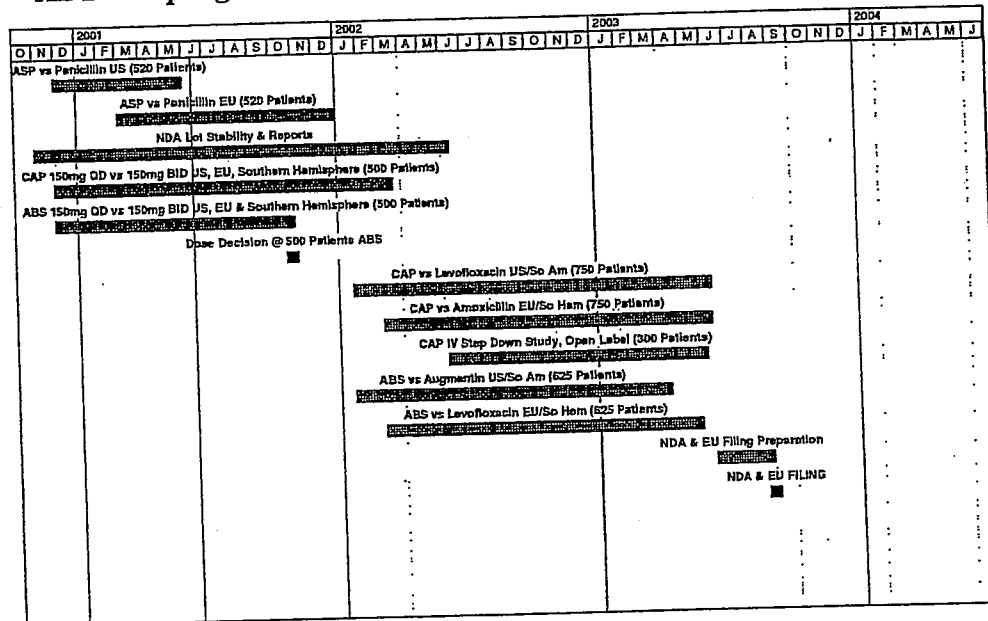 2001 2002 2003 2004
O N D J F M A M J J A S O N D J F M A M J J A S O N D J F M A M J J A S O N D J F M A M J
ASP vs Penicillin US (520 Patients)
ASP vs Penicillin EU (520 Patients)
NDA Lot Stability & Reports
CAP 150mg QD vs 150mg BID US, EU, Southern Hemisphere (500 Patients)
ABS 150mg QD vs 150mg BID US, EU & Southern Hemisphere (500 Patients)
Dose Decision @ 500 Patients ABS
CAP vs Levofloxacin US/So Am (750 Patients)
CAP vs Amoxicillin EU/So Hem (750 Patients)
CAP IV Step Down Study, Open Label (300 Patients)
ABS vs Augmentin US/So Am (625 Patients)
ABS vs Levofloxacin EU/So Hem (625 Patients)
NDA & EU Filing Preparation
NDA & EU FILING